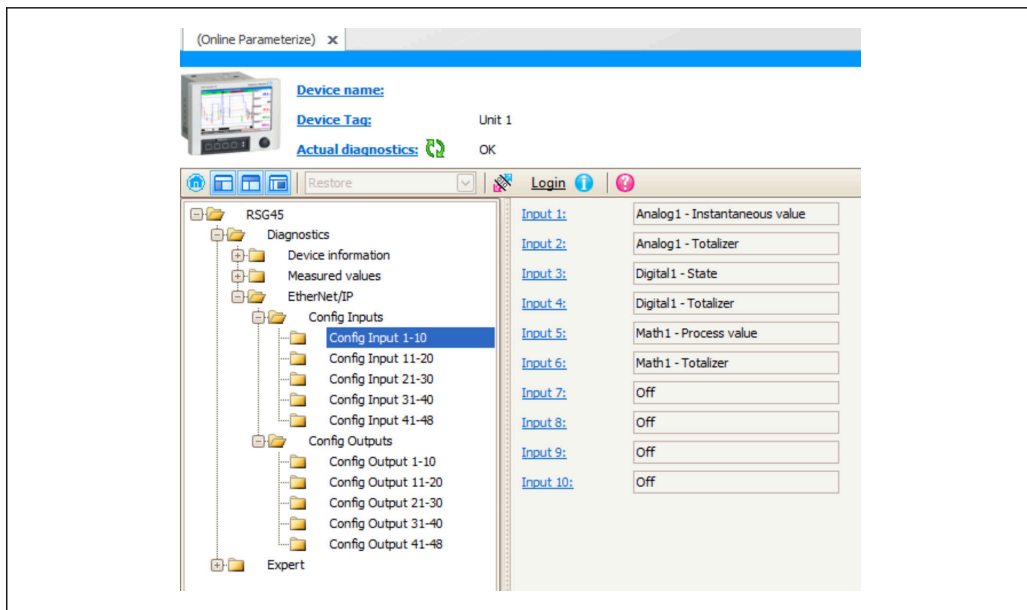 (Online Parameterize) x
Device name:
Device Tag: Unit 1
Actual diagnostics: OK
Restore Login
RSG45
Diagnostics
Device information
Measured values
EtherNet/IP
Config Inputs
Config Input 1-10
Config Input 11-20
Config Input 21-30
Config Input 31-40
Config Input 41-48
Config Outputs
Config Output 1-10
Config Output 11-20
Config Output 21-30
Config Output 31-40
Config Output 41-48
Expert
Input 1: Analog1 - Instantaneous value
Input 2: Analog1 - Totalizer
Input 3: Digital1 - State
Input 4: Digital1 - Totalizer
Input 5: Math1 - Process value
Input 6: Math1 - Totalizer
Input 7: Off
Input 8: Off
Input 9: Off
Input 10: Off